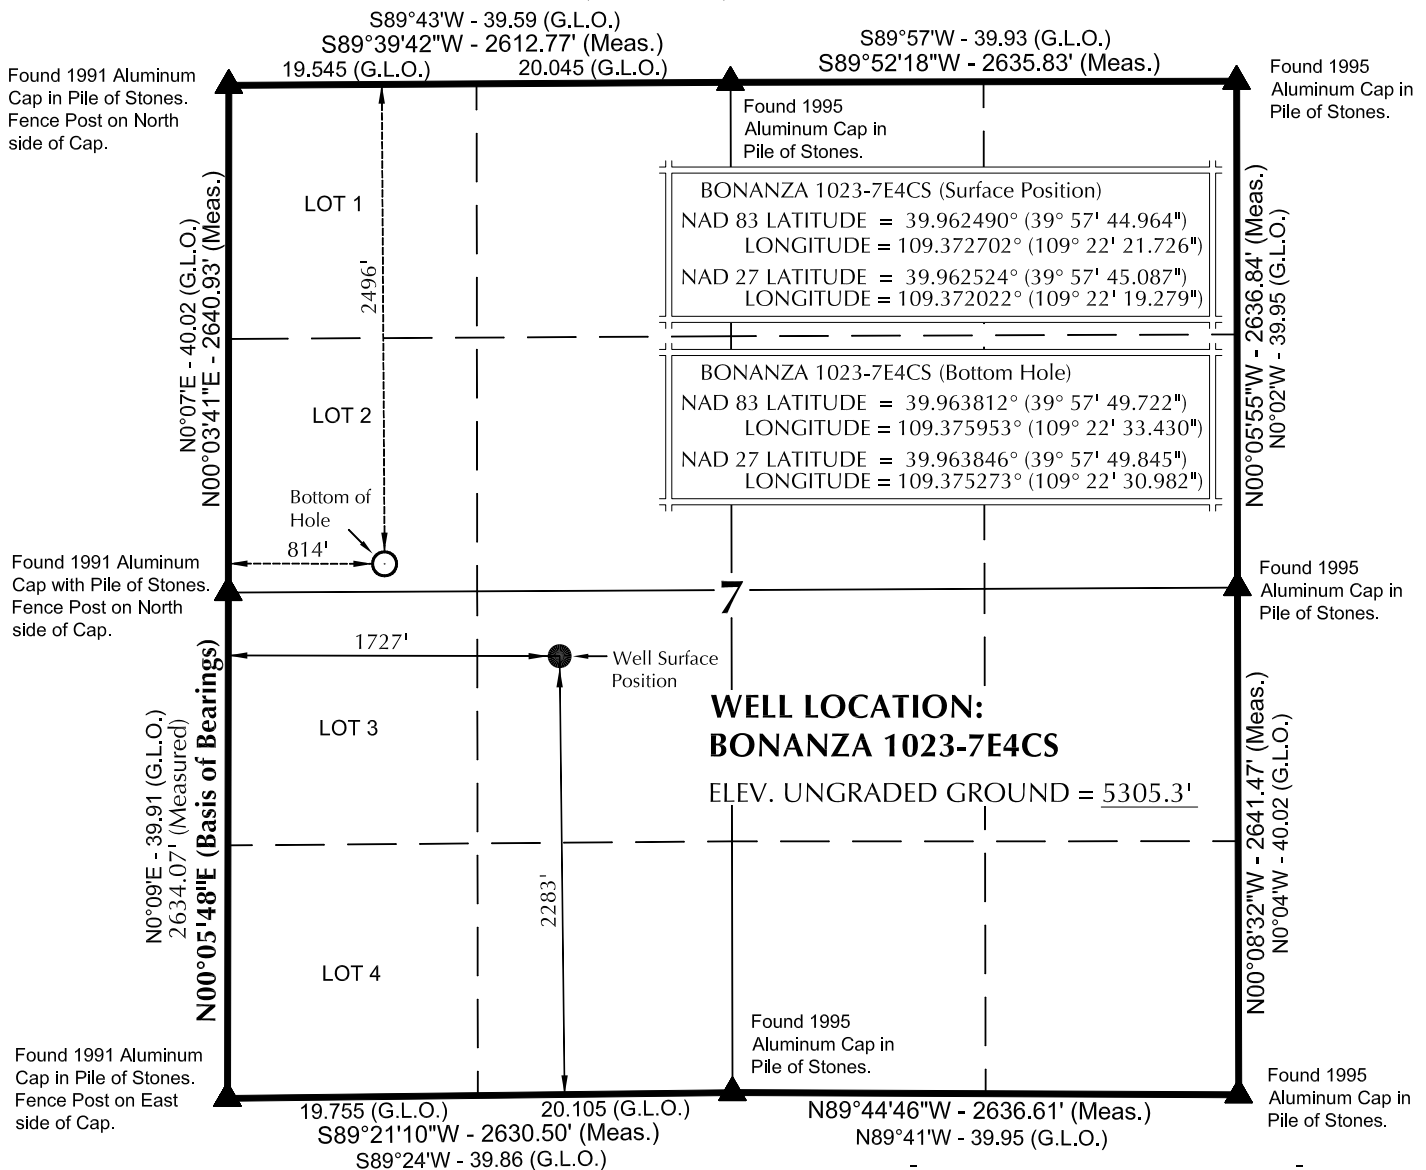 S89°43'W - 39.59 (G.L.O.)
S89°39'42"W - 2612.77' (Meas.)
19.545 (G.L.O.)
20.045 (G.L.O.)
S89°57'W - 39.93 (G.L.O.)
S89°52'18"W - 2635.83' (Meas.)
Found 1991 Aluminum
Cap in Pile of Stones.
Fence Post on North
side of Cap.
Found 1995
Aluminum Cap in
Pile of Stones.
Found 1995
Aluminum Cap in
Pile of Stones.
N0°07'E - 40.02 (G.L.O.)
N00°03'41"E - 2640.93' (Meas.)
LOT 1
2496'
BONANZA 1023-7E4CS (Surface Position)
NAD 83 LATITUDE = 39.962490° (39° 57' 44.964")
LONGITUDE = 109.372702° (109° 22' 21.726")
NAD 27 LATITUDE = 39.962524° (39° 57' 45.087")
LONGITUDE = 109.372022° (109° 22' 19.279")
N00°05'55"W - 2636.84' (Meas.)
N0°02'W - 39.95 (G.L.O.)
LOT 2
BONANZA 1023-7E4CS (Bottom Hole)
NAD 83 LATITUDE = 39.963812° (39° 57' 49.722")
LONGITUDE = 109.375953° (109° 22' 33.430")
NAD 27 LATITUDE = 39.963846° (39° 57' 49.845")
LONGITUDE = 109.375273° (109° 22' 30.982")
Bottom of
Hole
814'
Found 1991 Aluminum
Cap with Pile of Stones.
Fence Post on North
side of Cap.
7
Found 1995
Aluminum Cap in
Pile of Stones.
1727'
Well Surface
Position
N0°09'E - 39.91 (G.L.O.)
2634.07' (Measured)
N00°05'48"E (Basis of Bearings)
LOT 3
WELL LOCATION:
BONANZA 1023-7E4CS
ELEV. UNGRADED GROUND = 5305.3'
N00°08'32"W - 2641.47' (Meas.)
N0°04'W - 40.02 (G.L.O.)
2283'
LOT 4
Found 1995
Aluminum Cap in
Pile of Stones.
Found 1991 Aluminum
Cap in Pile of Stones.
Fence Post on East
side of Cap.
Found 1995
Aluminum Cap in
Pile of Stones.
19.755 (G.L.O.)
20.105 (G.L.O.)
S89°21'10"W - 2630.50' (Meas.)
S89°24'W - 39.86 (G.L.O.)
N89°44'46"W - 2636.61' (Meas.)
N89°41'W - 39.95 (G.L.O.)